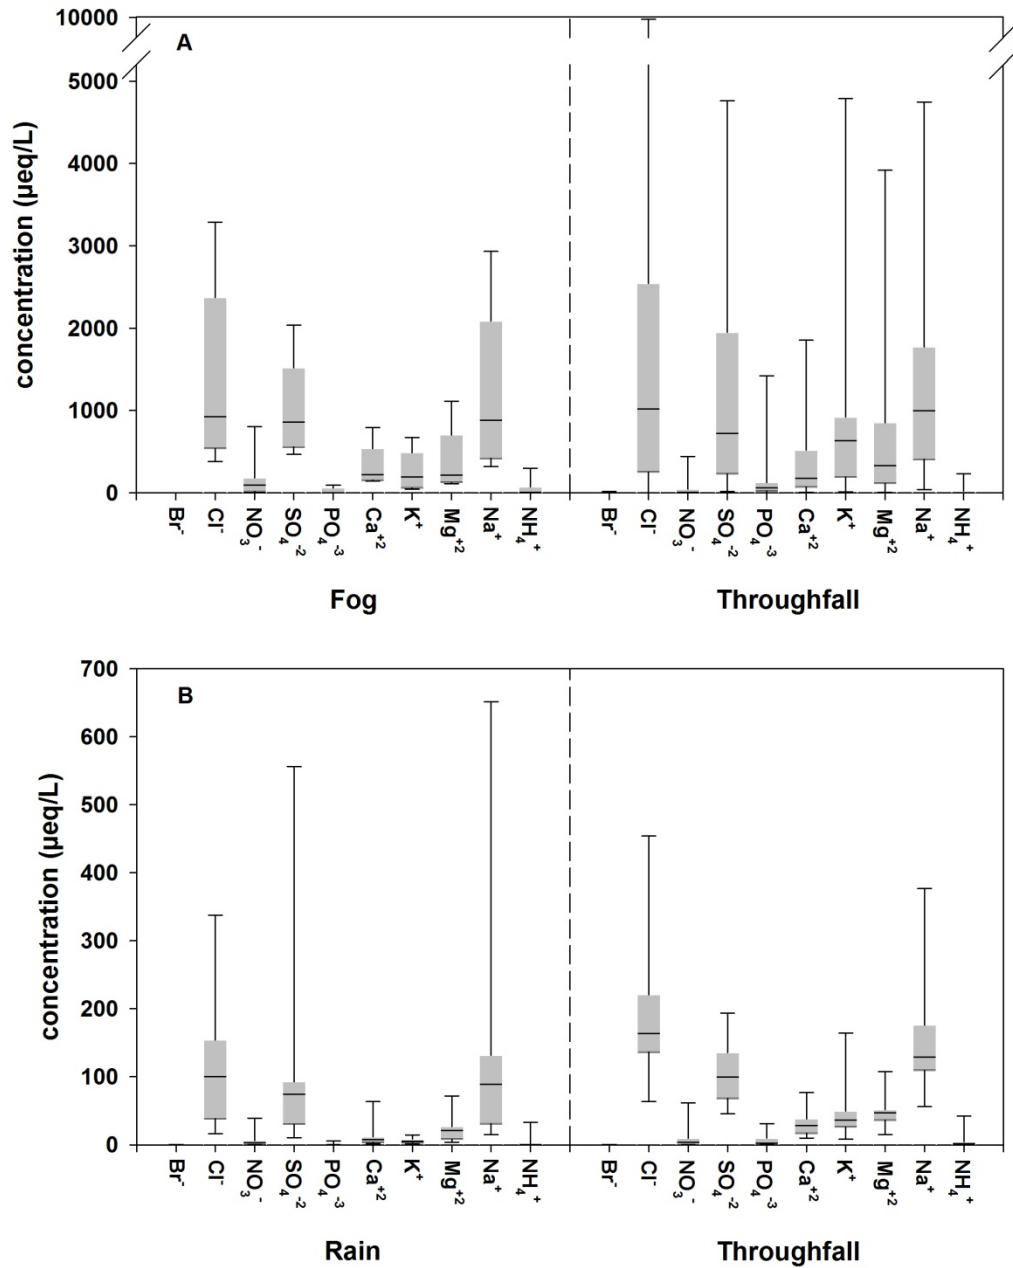 A
10000
5000
4000
3000
2000
1000
0
concentration (µeq/L)
Br⁻ Cl⁻ NO₃⁻ SO₄⁻² PO₄⁻³ Ca⁺² K⁺ Mg⁺² Na⁺ NH₄⁺ Br⁻ Cl⁻ NO₃⁻ SO₄⁻² PO₄⁻³ Ca⁺² K⁺ Mg⁺² Na⁺ NH₄⁺
Fog Throughfall
B
700
600
500
400
300
200
100
0
concentration (µeq/L)
Br⁻ Cl⁻ NO₃⁻ SO₄⁻² PO₄⁻³ Ca⁺² K⁺ Mg⁺² Na⁺ NH₄⁺ Br⁻ Cl⁻ NO₃⁻ SO₄⁻² PO₄⁻³ Ca⁺² K⁺ Mg⁺² Na⁺ NH₄⁺
Rain Throughfall